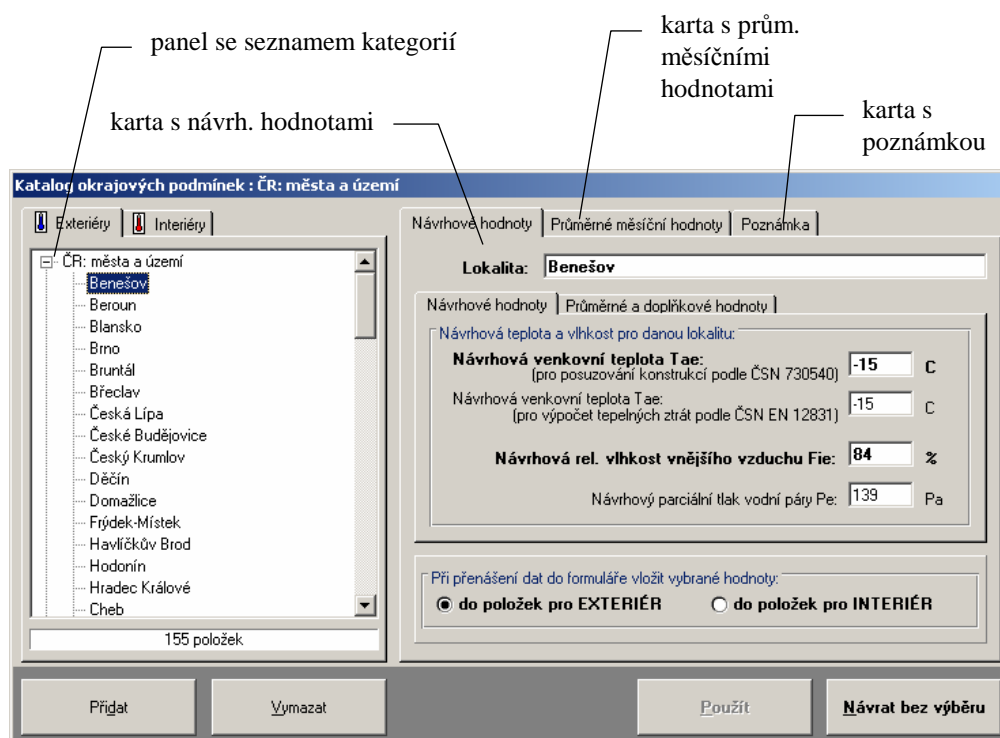 panel se seznamem kategorií
karta s prům.
měsíčními
hodnotami
karta s návrh. hodnotami
karta s
poznámkou
Katalog okrajových podmínek : ČR: města a území
Exteriéry
Interiéry
ČR: města a území
Benešov
Beroun
Blansko
Brno
Bruntál
Břeclav
Česká Lípa
České Budějovice
Český Krumlov
Děčín
Domažlice
Frýdek-Místek
Havlíčkův Brod
Hodonín
Hradec Králové
Cheb
155 položek
Návrhové hodnoty
Průměrné měsíční hodnoty
Poznámka
Lokalita: Benešov
Návrhové hodnoty
Průměrné a doplňkové hodnoty
Návrhová teplota a vlhkost pro danou lokalitu:
Návrhová venkovní teplota Tae:
(pro posuzování konstrukcí podle ČSN 730540) -15 C
Návrhová venkovní teplota Tae:
(pro výpočet tepelných ztrát podle ČSN EN 12831) -15 C
Návrhová rel. vlhkost vnějšího vzduchu Fie: 84 %
Návrhový parciální tlak vodní páry Pe: 139 Pa
Při přenášení dat do formuláře vložit vybrané hodnoty:
do položek pro EXTERIÉR
do položek pro INTERIÉR
Přidat
Vymazat
Použít
Návrat bez výběru